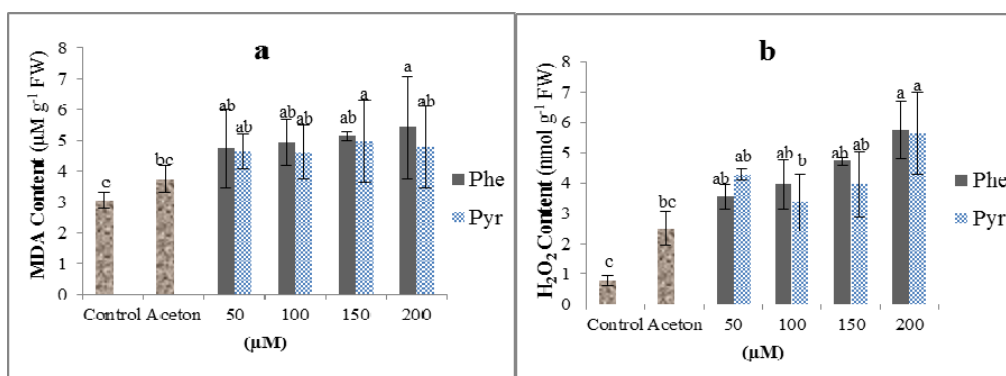 a
MDA Content (µM g-1 FW)
8
7
6
5
4
3
2
1
0
c
bc
ab
ab
ab
ab
ab
a
a
ab
Phe
Pyr
Control Aceton 50 100 150 200
(µM)
b
H2O2 Content (nmol g-1 FW)
8
7
6
5
4
3
2
1
0
c
bc
ab
ab
ab
b
ab
ab
a
a
Phe
Pyr
Control Aceton 50 100 150 200
(µM)